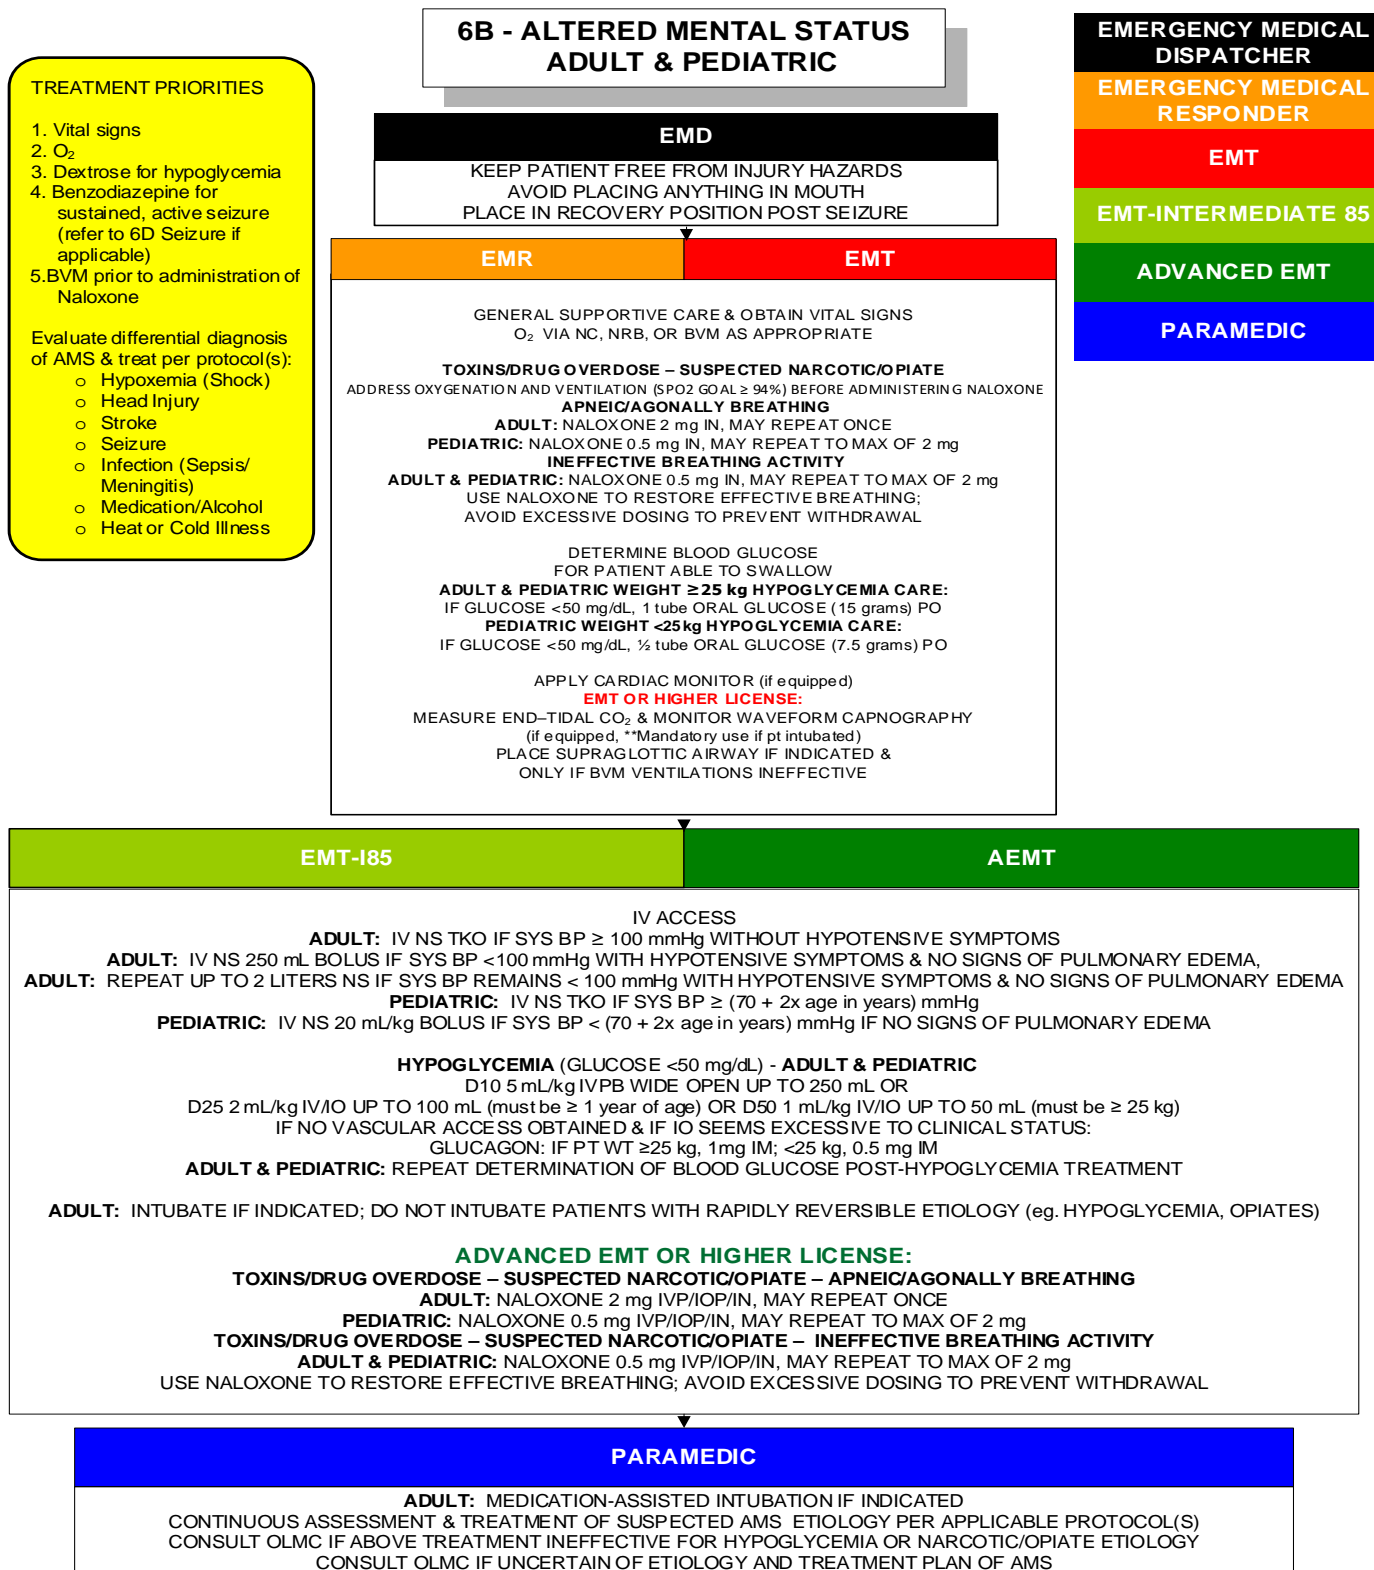 6B - ALTERED MENTAL STATUS
ADULT & PEDIATRIC
EMERGENCY MEDICAL
DISPATCHER
EMERGENCY MEDICAL
RESPONDER
EMT
EMT-INTERMEDIATE 85
ADVANCED EMT
PARAMEDIC
TREATMENT PRIORITIES
1. Vital signs
2. O₂
3. Dextrose for hypoglycemia
4. Benzodiazepine for
sustained, active seizure
(refer to 6D Seizure if
applicable)
5.BVM prior to administration of
Naloxone
Evaluate differential diagnosis
of AMS & treat per protocol(s):
o Hypoxemia (Shock)
o Head Injury
o Stroke
o Seizure
o Infection (Sepsis/
Meningitis)
o Medication/Alcohol
o Heat or Cold Illness
EMD
KEEP PATIENT FREE FROM INJURY HAZARDS
AVOID PLACING ANYTHING IN MOUTH
PLACE IN RECOVERY POSITION POST SEIZURE
EMR
EMT
GENERAL SUPPORTIVE CARE & OBTAIN VITAL SIGNS
O₂ VIA NC, NRB, OR BVM AS APPROPRIATE
TOXINS/DRUG OVERDOSE – SUSPECTED NARCOTIC/OPIATE
ADDRESS OXYGENATION AND VENTILATION (SPO2 GOAL ≥ 94%) BEFORE ADMINISTERING NALOXONE
APNEIC/AGONALLY BREATHING
ADULT: NALOXONE 2 mg IN, MAY REPEAT ONCE
PEDIATRIC: NALOXONE 0.5 mg IN, MAY REPEAT TO MAX OF 2 mg
INEFFECTIVE BREATHING ACTIVITY
ADULT & PEDIATRIC: NALOXONE 0.5 mg IN, MAY REPEAT TO MAX OF 2 mg
USE NALOXONE TO RESTORE EFFECTIVE BREATHING;
AVOID EXCESSIVE DOSING TO PREVENT WITHDRAWAL
DETERMINE BLOOD GLUCOSE
FOR PATIENT ABLE TO SWALLOW
ADULT & PEDIATRIC WEIGHT ≥25 kg HYPOGLYCEMIA CARE:
IF GLUCOSE <50 mg/dL, 1 tube ORAL GLUCOSE (15 grams) PO
PEDIATRIC WEIGHT <25kg HYPOGLYCEMIA CARE:
IF GLUCOSE <50 mg/dL, ½ tube ORAL GLUCOSE (7.5 grams) PO
APPLY CARDIAC MONITOR (if equipped)
EMT OR HIGHER LICENSE:
MEASURE END–TIDAL CO₂ & MONITOR WAVEFORM CAPNOGRAPHY
(if equipped, **Mandatory use if pt intubated)
PLACE SUPRAGLOTTIC AIRWAY IF INDICATED &
ONLY IF BVM VENTILATIONS INEFFECTIVE
EMT-I85
AEMT
IV ACCESS
ADULT: IV NS TKO IF SYS BP ≥ 100 mmHg WITHOUT HYPOTENSIVE SYMPTOMS
ADULT: IV NS 250 mL BOLUS IF SYS BP <100 mmHg WITH HYPOTENSIVE SYMPTOMS & NO SIGNS OF PULMONARY EDEMA,
ADULT: REPEAT UP TO 2 LITERS NS IF SYS BP REMAINS < 100 mmHg WITH HYPOTENSIVE SYMPTOMS & NO SIGNS OF PULMONARY EDEMA
PEDIATRIC: IV NS TKO IF SYS BP ≥ (70 + 2x age in years) mmHg
PEDIATRIC: IV NS 20 mL/kg BOLUS IF SYS BP < (70 + 2x age in years) mmHg IF NO SIGNS OF PULMONARY EDEMA
HYPOGLYCEMIA (GLUCOSE <50 mg/dL) - ADULT & PEDIATRIC
D10 5 mL/kg IVPB WIDE OPEN UP TO 250 mL OR
D25 2 mL/kg IV/IO UP TO 100 mL (must be ≥ 1 year of age) OR D50 1 mL/kg IV/IO UP TO 50 mL (must be ≥ 25 kg)
IF NO VASCULAR ACCESS OBTAINED & IF IO SEEMS EXCESSIVE TO CLINICAL STATUS:
GLUCAGON: IF PT WT ≥25 kg, 1mg IM; <25 kg, 0.5 mg IM
ADULT & PEDIATRIC: REPEAT DETERMINATION OF BLOOD GLUCOSE POST-HYPOGLYCEMIA TREATMENT
ADULT: INTUBATE IF INDICATED; DO NOT INTUBATE PATIENTS WITH RAPIDLY REVERSIBLE ETIOLOGY (eg. HYPOGLYCEMIA, OPIATES)
ADVANCED EMT OR HIGHER LICENSE:
TOXINS/DRUG OVERDOSE – SUSPECTED NARCOTIC/OPIATE – APNEIC/AGONALLY BREATHING
ADULT: NALOXONE 2 mg IVP/IOP/IN, MAY REPEAT ONCE
PEDIATRIC: NALOXONE 0.5 mg IVP/IOP/IN, MAY REPEAT TO MAX OF 2 mg
TOXINS/DRUG OVERDOSE – SUSPECTED NARCOTIC/OPIATE – INEFFECTIVE BREATHING ACTIVITY
ADULT & PEDIATRIC: NALOXONE 0.5 mg IVP/IOP/IN, MAY REPEAT TO MAX OF 2 mg
USE NALOXONE TO RESTORE EFFECTIVE BREATHING; AVOID EXCESSIVE DOSING TO PREVENT WITHDRAWAL
PARAMEDIC
ADULT: MEDICATION-ASSISTED INTUBATION IF INDICATED
CONTINUOUS ASSESSMENT & TREATMENT OF SUSPECTED AMS ETIOLOGY PER APPLICABLE PROTOCOL(S)
CONSULT OLMC IF ABOVE TREATMENT INEFFECTIVE FOR HYPOGLYCEMIA OR NARCOTIC/OPIATE ETIOLOGY
CONSULT OLMC IF UNCERTAIN OF ETIOLOGY AND TREATMENT PLAN OF AMS